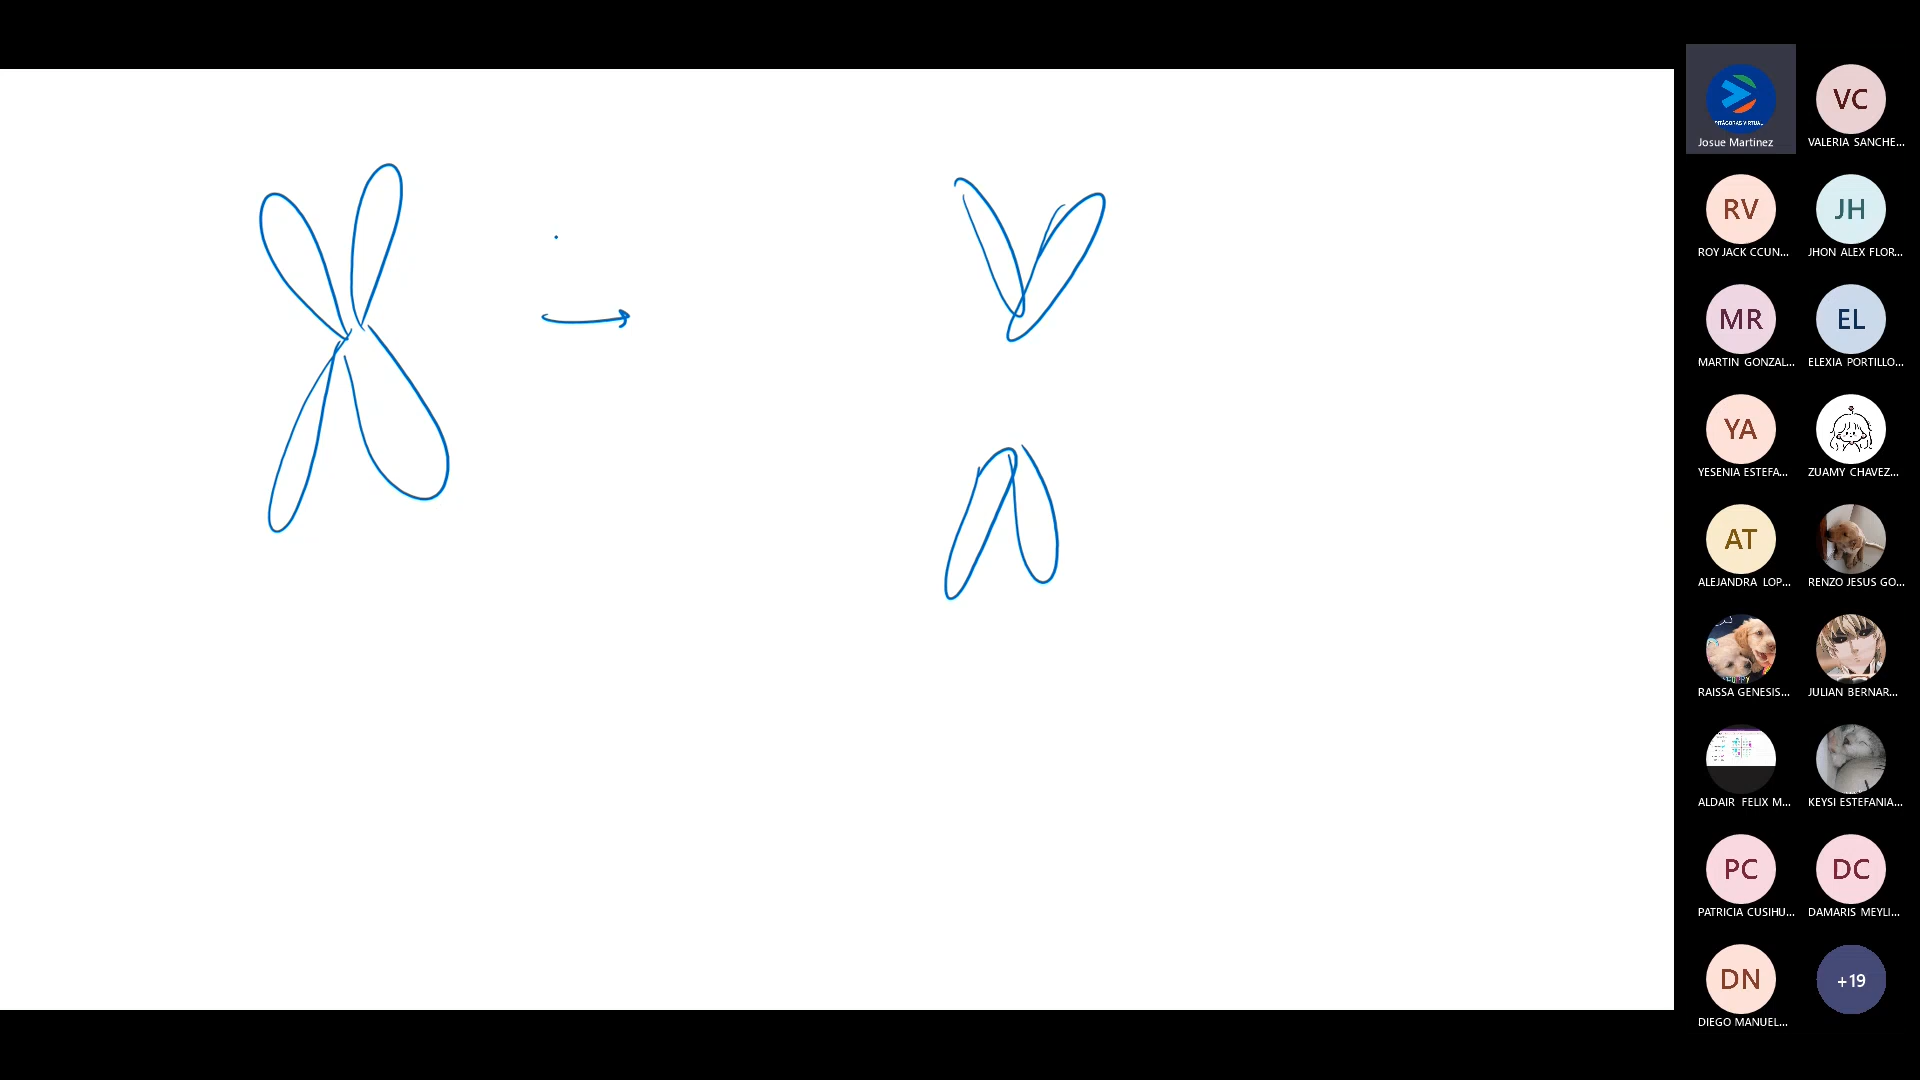 PITÁGORAS VIRTUAL
Josue Martinez
VC
VALERIA SANCHE...
RV
ROY JACK CCUN...
JH
JHON ALEX FLOR...
MR
MARTIN GONZAL...
EL
ELEXIA PORTILLO...
YA
YESENIA ESTEFA...
ZUAMY CHAVEZ...
AT
ALEJANDRA LOP...
RENZO JESUS GO...
RAISSA GENESIS...
JULIAN BERNAR...
ALDAIR FELIX M...
KEYSI ESTEFANIA...
PC
PATRICIA CUSIHU...
DC
DAMARIS MEYLI...
DN
DIEGO MANUEL...
+19